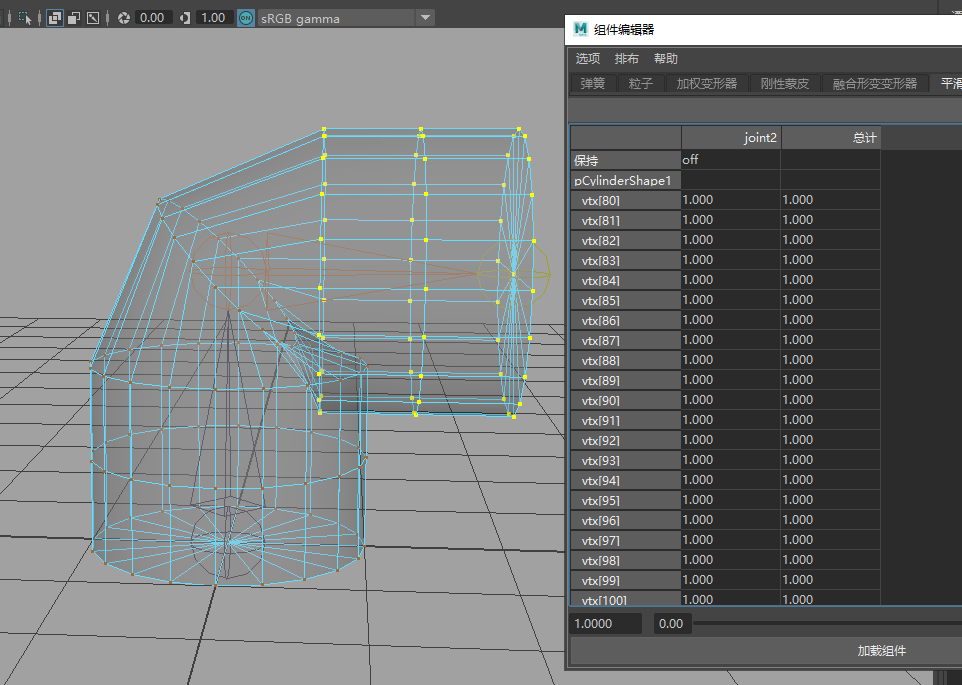 0.00 1.00 ON sRGB gamma
M 组件编辑器
选项 排布 帮助
弹簧 粒子 加权变形器 刚性蒙皮 融合形变变形器
joint2 总计
保持 off
pCylinderShape1
vtx[80] 1.000 1.000
vtx[81] 1.000 1.000
vtx[82] 1.000 1.000
vtx[83] 1.000 1.000
vtx[84] 1.000 1.000
vtx[85] 1.000 1.000
vtx[86] 1.000 1.000
vtx[87] 1.000 1.000
vtx[88] 1.000 1.000
vtx[89] 1.000 1.000
vtx[90] 1.000 1.000
vtx[91] 1.000 1.000
vtx[92] 1.000 1.000
vtx[93] 1.000 1.000
vtx[94] 1.000 1.000
vtx[95] 1.000 1.000
vtx[96] 1.000 1.000
vtx[97] 1.000 1.000
vtx[98] 1.000 1.000
vtx[99] 1.000 1.000
vtx[100] 1.000 1.000
1.0000 0.00
加载组件